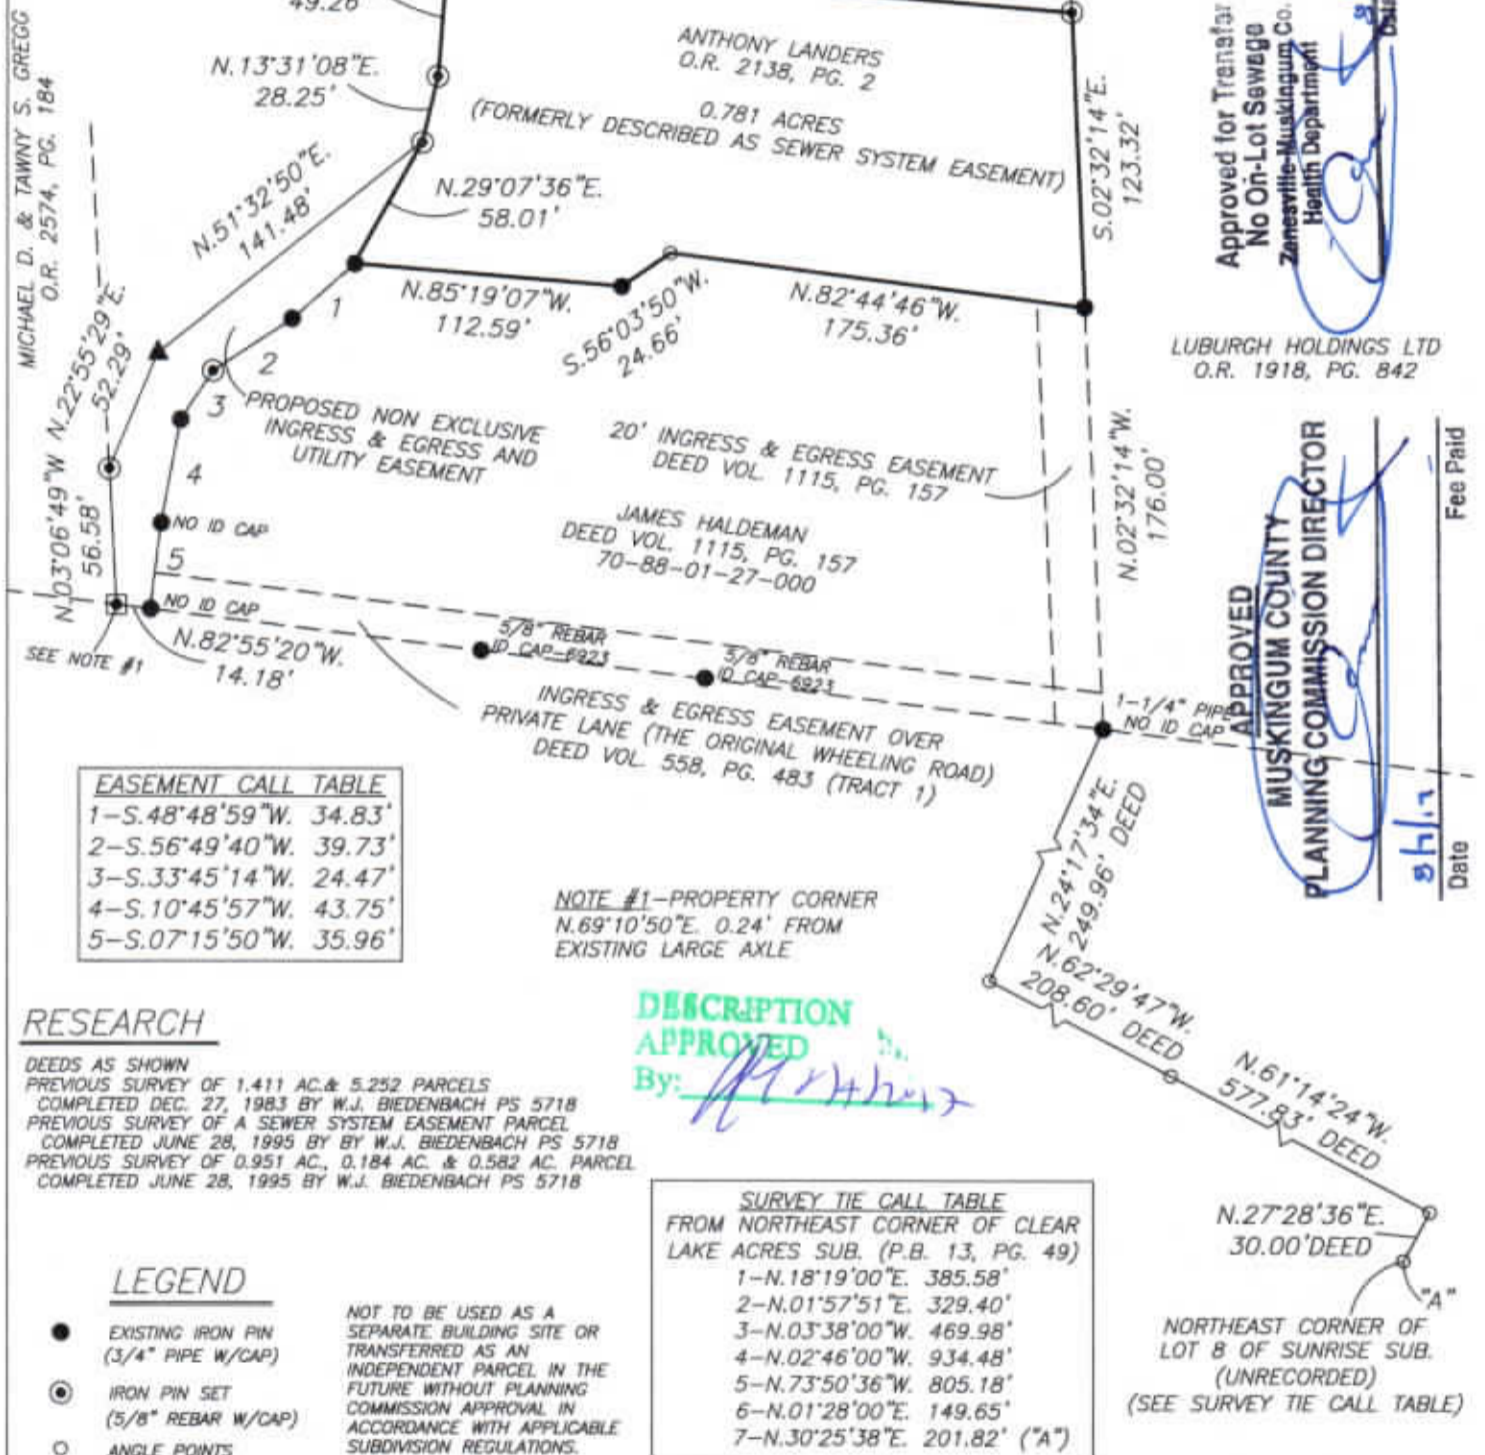 49.26'
N.13°31'08"E.
28.25'
ANTHONY LANDERS
O.R. 2138, PG. 2
0.781 ACRES
(FORMERLY DESCRIBED AS SEWER SYSTEM EASEMENT)
MICHAEL D. & TAWNY S. GREGG
O.R. 2574, PG. 184
N.51°32'50"E.
141.48'
N.29°07'36"E.
58.01'
S.02°32'14"E.
123.32'
Approved for Transfer
No On-Lot Sewage
Zanesville-Muskingum Co.
Health Department
N.85°19'07"W.
112.59'
S.56°03'50"W.
24.66'
N.82°44'46"W.
175.36'
LUBURGH HOLDINGS LTD
O.R. 1918, PG. 842
N.22°55'29"E.
52.29'
1
2
3
4
5
PROPOSED NON EXCLUSIVE
INGRESS & EGRESS AND
UTILITY EASEMENT
20' INGRESS & EGRESS EASEMENT
DEED VOL. 1115, PG. 157
N.02°32'14"W.
176.00'
JAMES HALDEMAN
DEED VOL. 1115, PG. 157
70-88-01-27-000
N.03°06'49"W
56.58'
NO ID CAP
NO ID CAP
SEE NOTE #1
N.82°55'20"W.
14.18'
5/8" REBAR
ID CAP-6923
5/8" REBAR
ID CAP-6923
1-1/4" PIPE
NO ID CAP
INGRESS & EGRESS EASEMENT OVER
PRIVATE LANE (THE ORIGINAL WHEELING ROAD)
DEED VOL. 558, PG. 483 (TRACT 1)
APPROVED
MUSKINGUM COUNTY
PLANNING COMMISSION DIRECTOR
Fee Paid
Date
EASEMENT CALL TABLE
1-S.48°48'59"W. 34.83'
2-S.56°49'40"W. 39.73'
3-S.33°45'14"W. 24.47'
4-S.10°45'57"W. 43.75'
5-S.07°15'50"W. 35.96'
NOTE #1-PROPERTY CORNER
N.69°10'50"E. 0.24' FROM
EXISTING LARGE AXLE
N.24°17'34"E.
249.96' DEED
N.62°29'47"W.
208.60' DEED
N.61°14'24"W.
577.83' DEED
N.27°28'36"E.
30.00'DEED
"A"
NORTHEAST CORNER OF
LOT 8 OF SUNRISE SUB.
(UNRECORDED)
(SEE SURVEY TIE CALL TABLE)
RESEARCH
DEEDS AS SHOWN
PREVIOUS SURVEY OF 1.411 AC.& 5.252 PARCELS
COMPLETED DEC. 27, 1983 BY W.J. BIEDENBACH PS 5718
PREVIOUS SURVEY OF A SEWER SYSTEM EASEMENT PARCEL
COMPLETED JUNE 28, 1995 BY BY W.J. BIEDENBACH PS 5718
PREVIOUS SURVEY OF 0.951 AC., 0.184 AC. & 0.582 AC. PARCEL
COMPLETED JUNE 28, 1995 BY W.J. BIEDENBACH PS 5718
DESCRIPTION
APPROVED
By:
SURVEY TIE CALL TABLE
FROM NORTHEAST CORNER OF CLEAR
LAKE ACRES SUB. (P.B. 13, PG. 49)
1-N.18°19'00"E. 385.58'
2-N.01°57'51"E. 329.40'
3-N.03°38'00"W. 469.98'
4-N.02°46'00"W. 934.48'
5-N.73°50'36"W. 805.18'
6-N.01°28'00"E. 149.65'
7-N.30°25'38"E. 201.82' ("A")
LEGEND
EXISTING IRON PIN
(3/4" PIPE W/CAP)
IRON PIN SET
(5/8" REBAR W/CAP)
ANGLE POINTS
NOT TO BE USED AS A
SEPARATE BUILDING SITE OR
TRANSFERRED AS AN
INDEPENDENT PARCEL IN THE
FUTURE WITHOUT PLANNING
COMMISSION APPROVAL IN
ACCORDANCE WITH APPLICABLE
SUBDIVISION REGULATIONS.